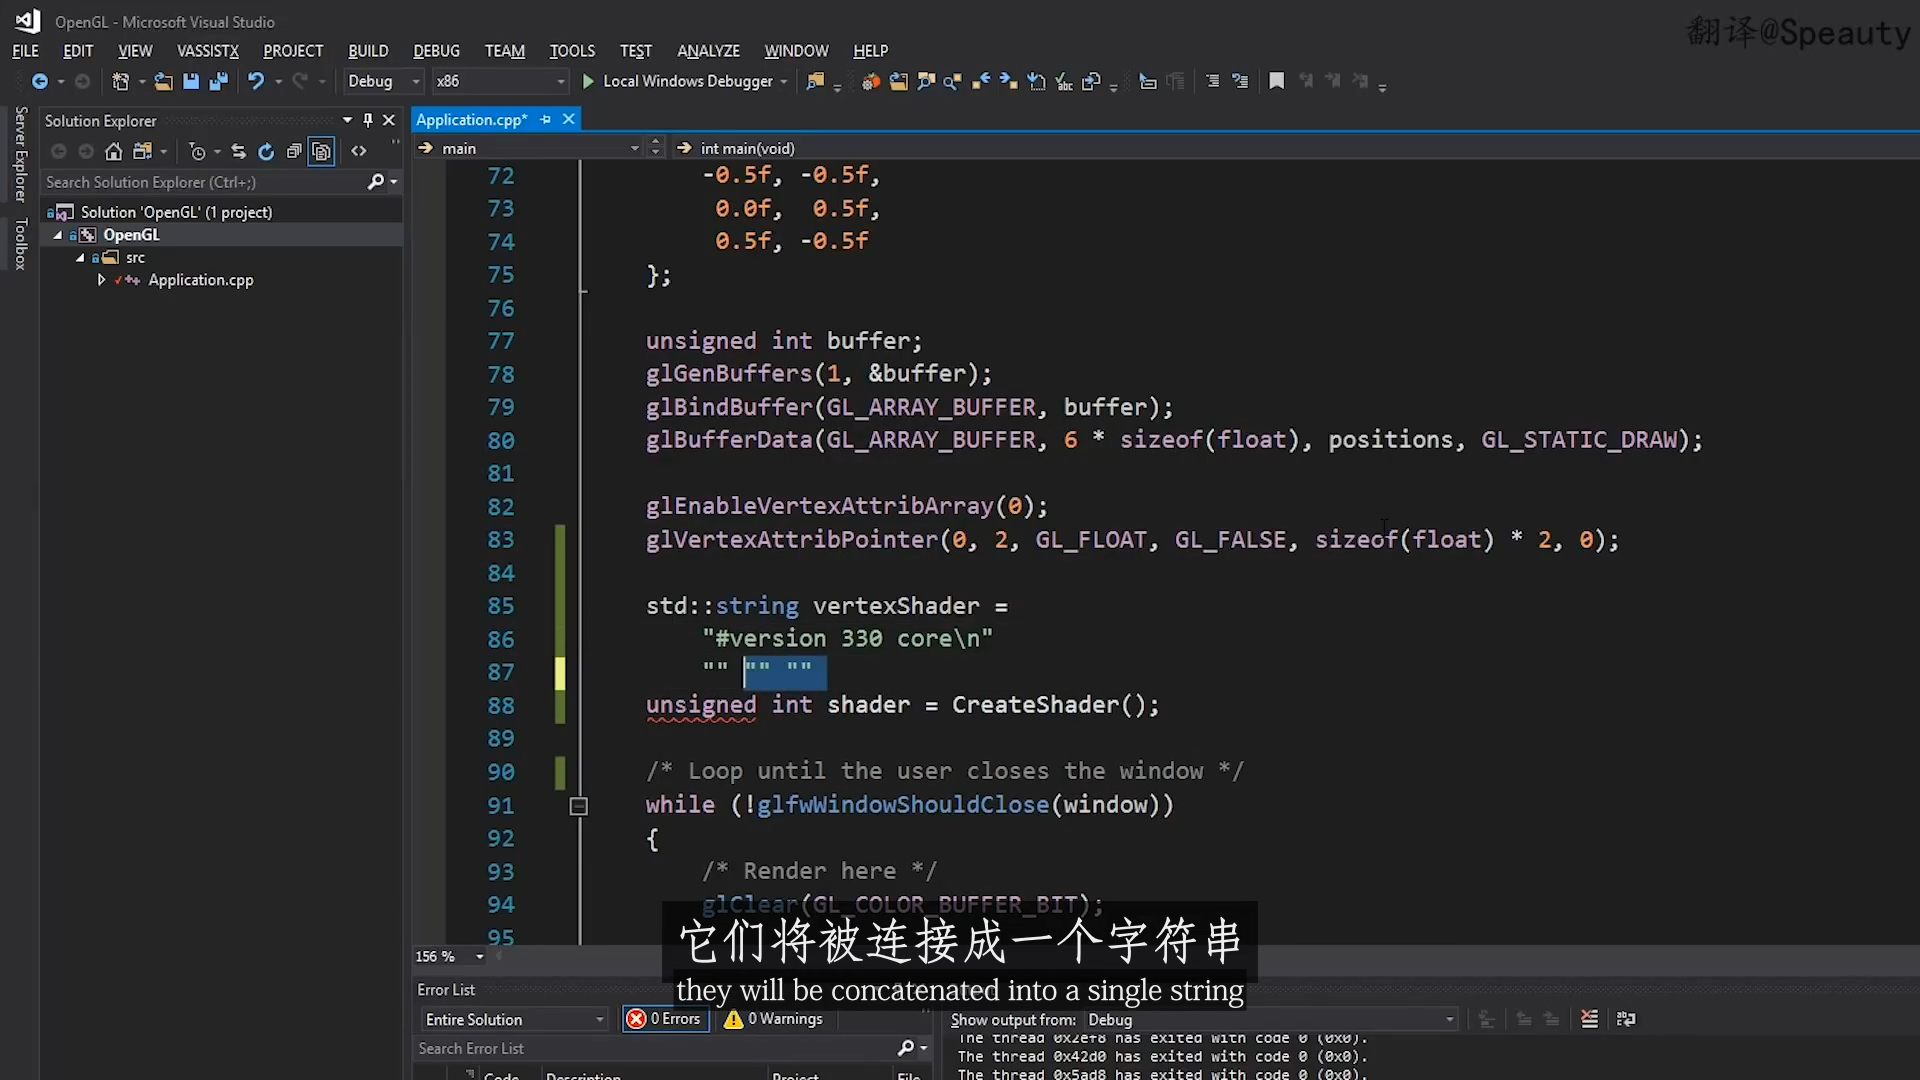 OpenGL - Microsoft Visual Studio
翻译@Speauty
FILE EDIT VIEW VASSISTX PROJECT BUILD DEBUG TEAM TOOLS TEST ANALYZE WINDOW HELP
Debug x86 Local Windows Debugger
Server Explorer
Toolbox
Solution Explorer
Search Solution Explorer (Ctrl+;)
Solution 'OpenGL' (1 project)
OpenGL
src
Application.cpp
Application.cpp*
main int main(void)
72 -0.5f, -0.5f,
73 0.0f, 0.5f,
74 0.5f, -0.5f
75 };
76
77 unsigned int buffer;
78 glGenBuffers(1, &buffer);
79 glBindBuffer(GL_ARRAY_BUFFER, buffer);
80 glBufferData(GL_ARRAY_BUFFER, 6 * sizeof(float), positions, GL_STATIC_DRAW);
81
82 glEnableVertexAttribArray(0);
83 glVertexAttribPointer(0, 2, GL_FLOAT, GL_FALSE, sizeof(float) * 2, 0);
84
85 std::string vertexShader =
86 "#version 330 core\n"
87 "" "" ""
88 unsigned int shader = CreateShader();
89
90 /* Loop until the user closes the window */
91 while (!glfwWindowShouldClose(window))
92 {
93 /* Render here */
94 glClear(GL_COLOR_BUFFER_BIT);
95
它们将被连接成一个字符串
they will be concatenated into a single string
156 %
Error List
Entire Solution 0 Errors 0 Warnings
Search Error List
Code Description Project File
Show output from: Debug
The thread 0x2ef8 has exited with code 0 (0x0).
The thread 0x42d0 has exited with code 0 (0x0).
The thread 0x5ad8 has exited with code 0 (0x0).